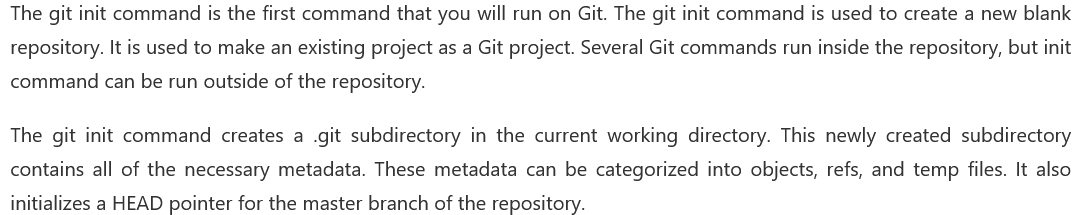 The git init command is the first command that you will run on Git. The git init command is used to create a new blank
repository. It is used to make an existing project as a Git project. Several Git commands run inside the repository, but init
command can be run outside of the repository.
The git init command creates a .git subdirectory in the current working directory. This newly created subdirectory
contains all of the necessary metadata. These metadata can be categorized into objects, refs, and temp files. It also
initializes a HEAD pointer for the master branch of the repository.